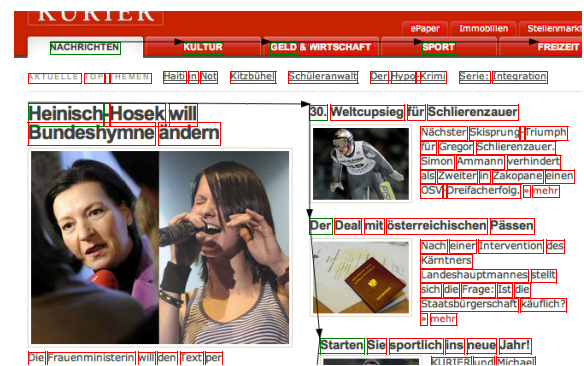 KURIER
ePaper Immobilien Stellenmarkt
NACHRICHTEN KULTUR GELD & WIRTSCHAFT SPORT FREIZEIT
AKTUELLE TOP THEMEN Haiti in Not Kitzbühel Schüleranwalt Der Hypo-Krimi Serie: Integration
Heinisch-Hosek will
Bundeshymne ändern
Die Frauenministerin will den Text per
30. Weltcupsieg für Schlierenzauer
Nächster Skisprung-Triumph
für Gregor Schlierenzauer.
Simon Ammann verhindert
als Zweiter in Zakopane einen
ÖSV-Dreifacherfolg. » mehr
Der Deal mit österreichischen Pässen
Nach einer Intervention des
Kärntners
Landeshauptmannes stellt
sich die Frage: Ist die
Staatsbürgerschaft käuflich?
» mehr
Starten Sie sportlich ins neue Jahr!
KURIER und Michael